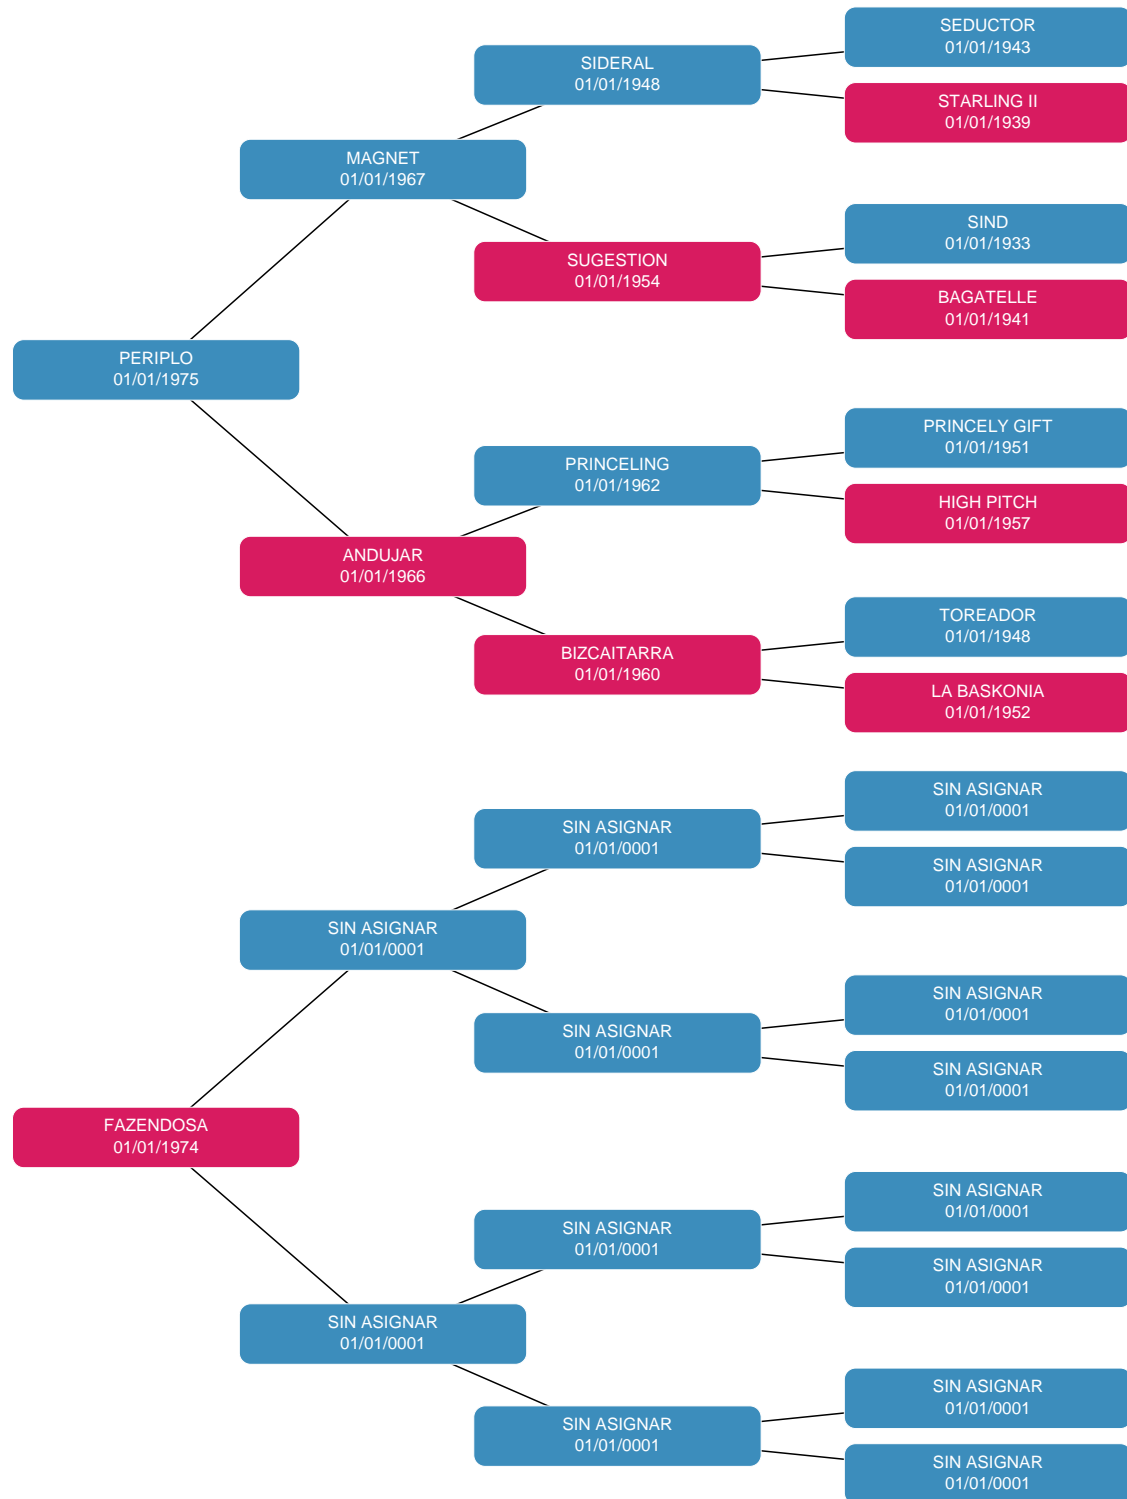 SEDUCTOR
01/01/1943
SIDERAL
01/01/1948
STARLING II
01/01/1939
MAGNET
01/01/1967
SIND
01/01/1933
SUGESTION
01/01/1954
BAGATELLE
01/01/1941
PERIPLO
01/01/1975
PRINCELY GIFT
01/01/1951
PRINCELING
01/01/1962
HIGH PITCH
01/01/1957
ANDUJAR
01/01/1966
TOREADOR
01/01/1948
BIZCAITARRA
01/01/1960
LA BASKONIA
01/01/1952
SIN ASIGNAR
01/01/0001
SIN ASIGNAR
01/01/0001
SIN ASIGNAR
01/01/0001
SIN ASIGNAR
01/01/0001
SIN ASIGNAR
01/01/0001
SIN ASIGNAR
01/01/0001
SIN ASIGNAR
01/01/0001
FAZENDOSA
01/01/1974
SIN ASIGNAR
01/01/0001
SIN ASIGNAR
01/01/0001
SIN ASIGNAR
01/01/0001
SIN ASIGNAR
01/01/0001
SIN ASIGNAR
01/01/0001
SIN ASIGNAR
01/01/0001
SIN ASIGNAR
01/01/0001